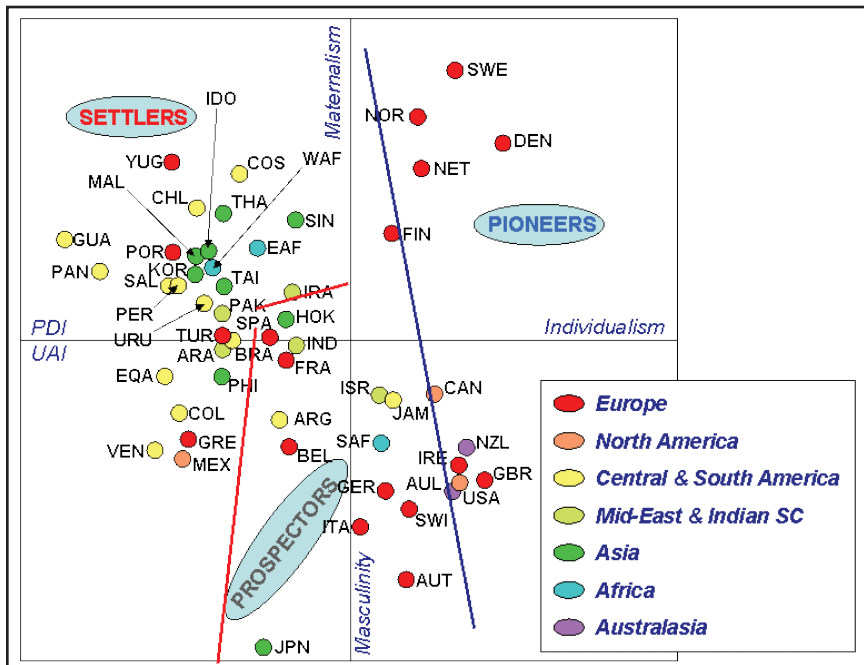 Maternalism
SWE
IDO
SETTLERS
NOR
DEN
YUG
COS
WAF
NET
MAL
CHL
THA
SIN
PIONEERS
GUA
FIN
POR
EAF
PAN
KOR
SAL
TAI
IRA
PER
PAK
SPA
HOK
PDI
URU
TUR
Individualism
UAI
ARA
BRA
IND
FRA
EQA
PHI
ISR
CAN
JAM
Europe
COL
ARG
North America
GRE
SAF
NZL
VEN
BEL
IRE
MEX
GBR
Central & South America
GER
AUL
USA
PROSPECTORS
SWI
Mid-East & Indian SC
ITA
Asia
AUT
Masculinity
Africa
Australasia
JPN